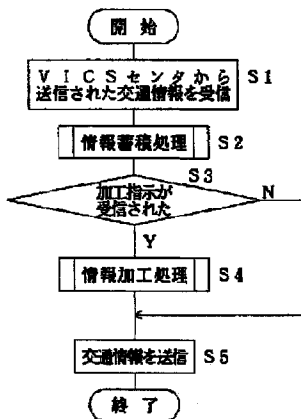 開始
VICSセンタから
送信された交通情報を受信
S1
情報蓄積処理
S2
S3
加工指示が
受信された
N
Y
情報加工処理
S4
交通情報を送信
S5
終了